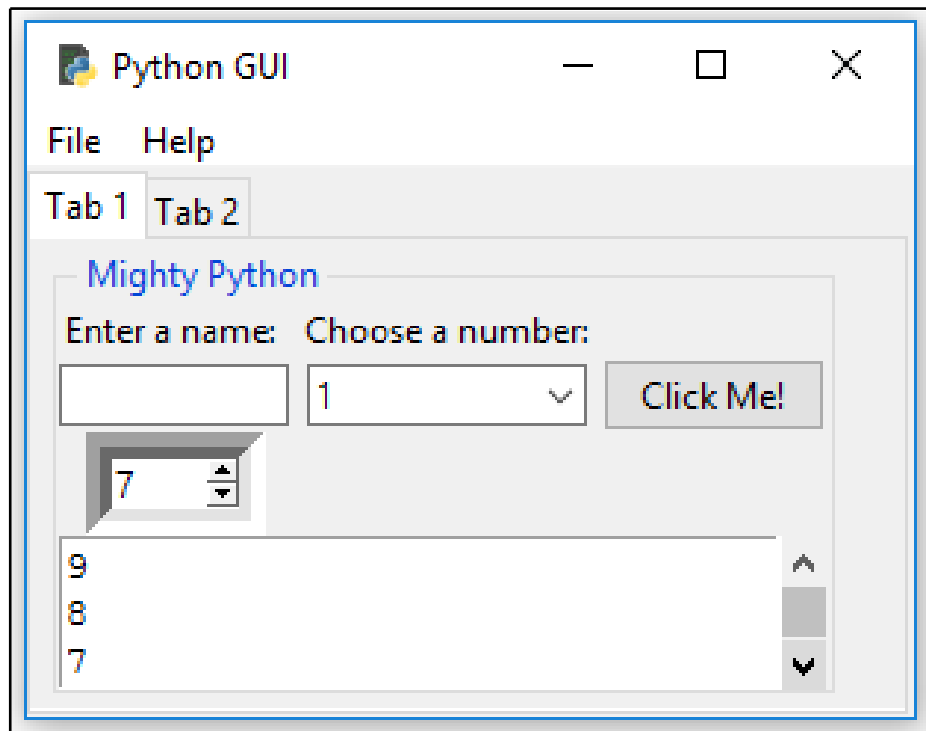 Python GUI
File Help
Tab 1 Tab 2
Mighty Python
Enter a name: Choose a number:
1 Click Me!
7
9
8
7